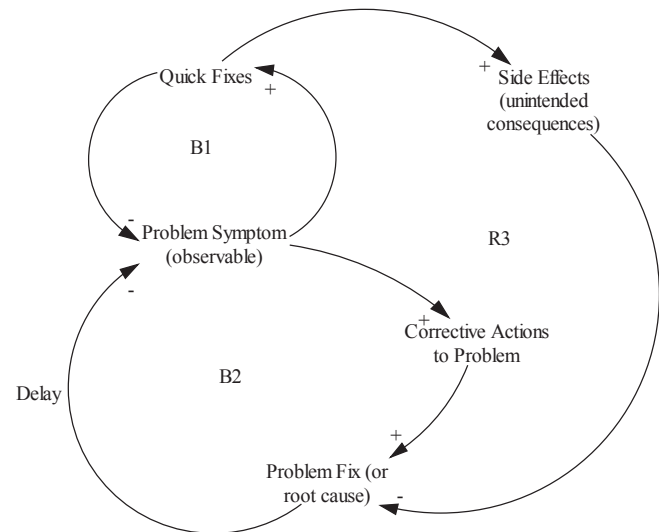 Quick Fixes
+
+
Side Effects
(unintended
consequences)
B1
-
Problem Symptom
(observable)
-
R3
+
Corrective Actions
to Problem
B2
Delay
+
Problem Fix (or
root cause)
-